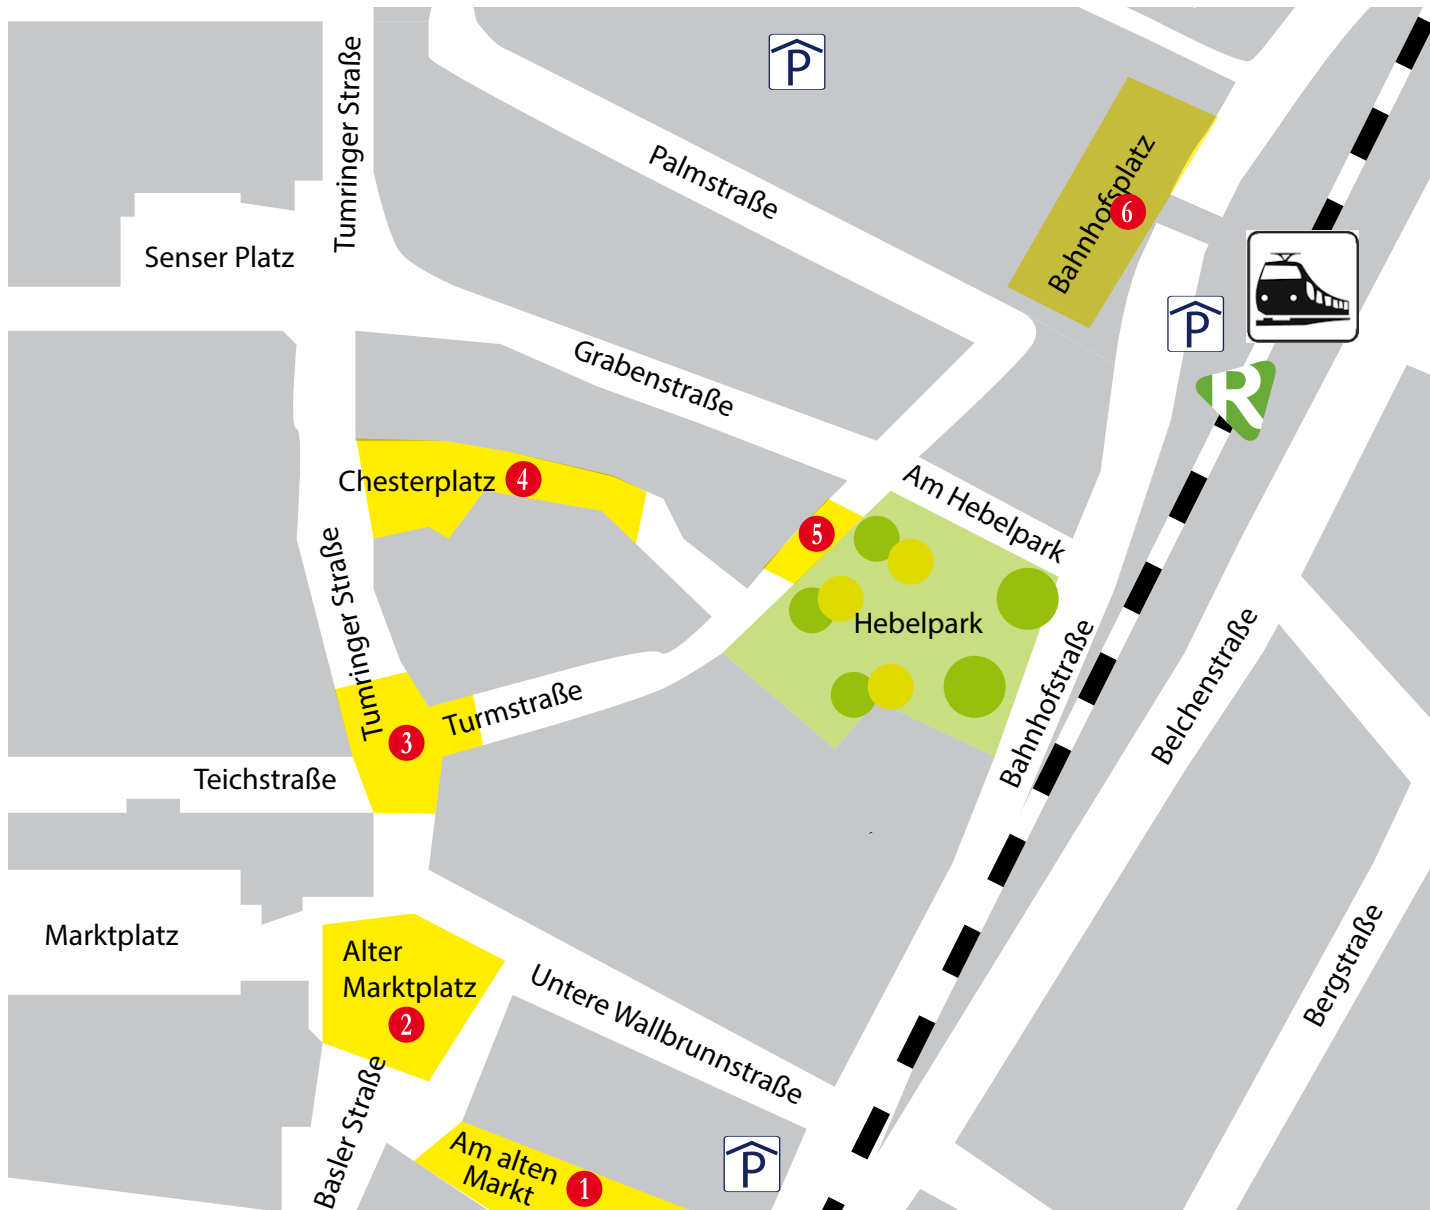 Tumringer Straße
P
Palmstraße
Bahnhofsplatz
6
Senser Platz
P
Grabenstraße
R
Chesterplatz
4
Am Hebelpark
5
Tumringer Straße
Hebelpark
Bahnhofstraße
Belchenstraße
Turmstraße
3
Teichstraße
Marktplatz
Alter
Marktplatz
2
Untere Wallbrunnstraße
Bergstraße
Basler Straße
Am alten
Markt
1
P